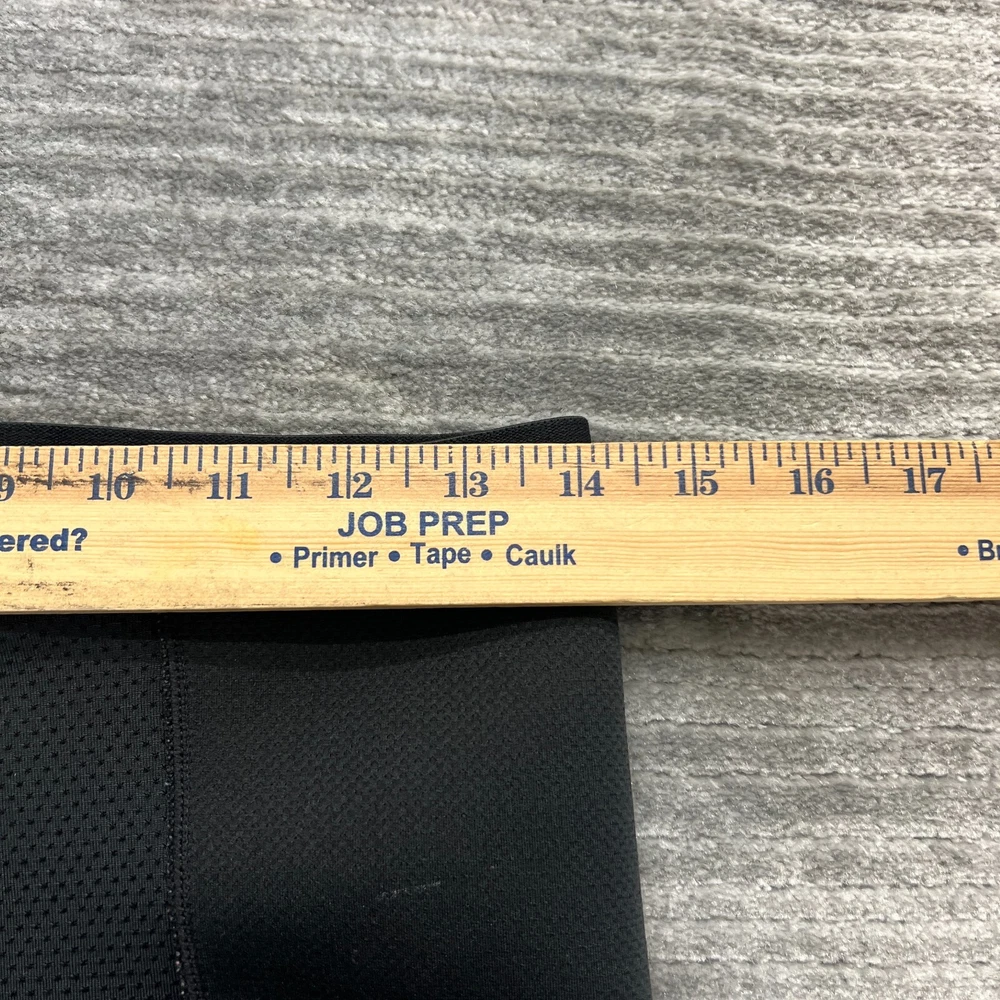 9 10 11 12 13 14 15 16 17
JOB PREP
ered?
• Primer • Tape • Caulk
• Br